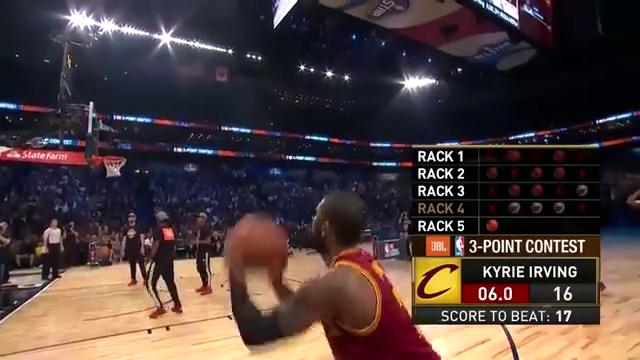 State Farm
RACK 1
RACK 2
RACK 3
RACK 4
RACK 5
JBL 3-POINT CONTEST
KYRIE IRVING
06.0 16
SCORE TO BEAT: 17